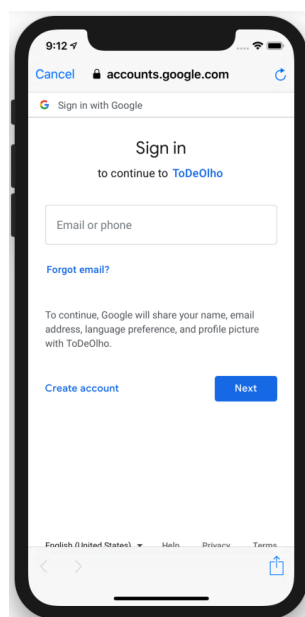 9:12
Cancel accounts.google.com
Sign in with Google
Sign in
to continue to ToDeOlho
Email or phone
Forgot email?
To continue, Google will share your name, email
address, language preference, and profile picture
with ToDeOlho.
Create account Next
English (United States) Help Privacy Terms